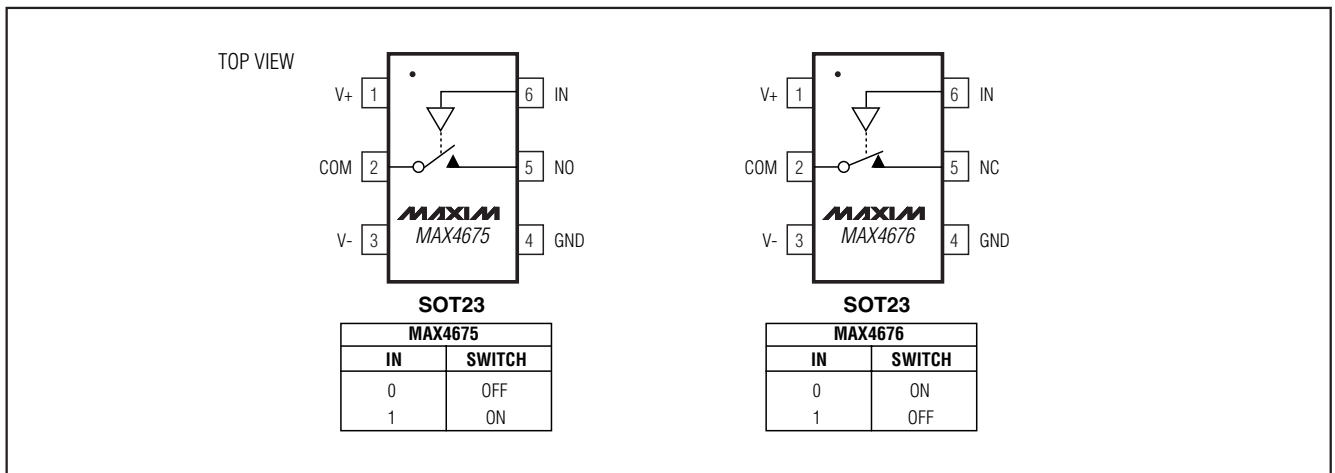 TOP VIEW
V+ 1
6 IN
COM 2
5 NO
V- 3
4 GND
MAXIM
MAX4675
SOT23
MAX4675
IN SWITCH
0 OFF
1 ON
V+ 1
6 IN
COM 2
5 NC
V- 3
4 GND
MAXIM
MAX4676
SOT23
MAX4676
IN SWITCH
0 ON
1 OFF